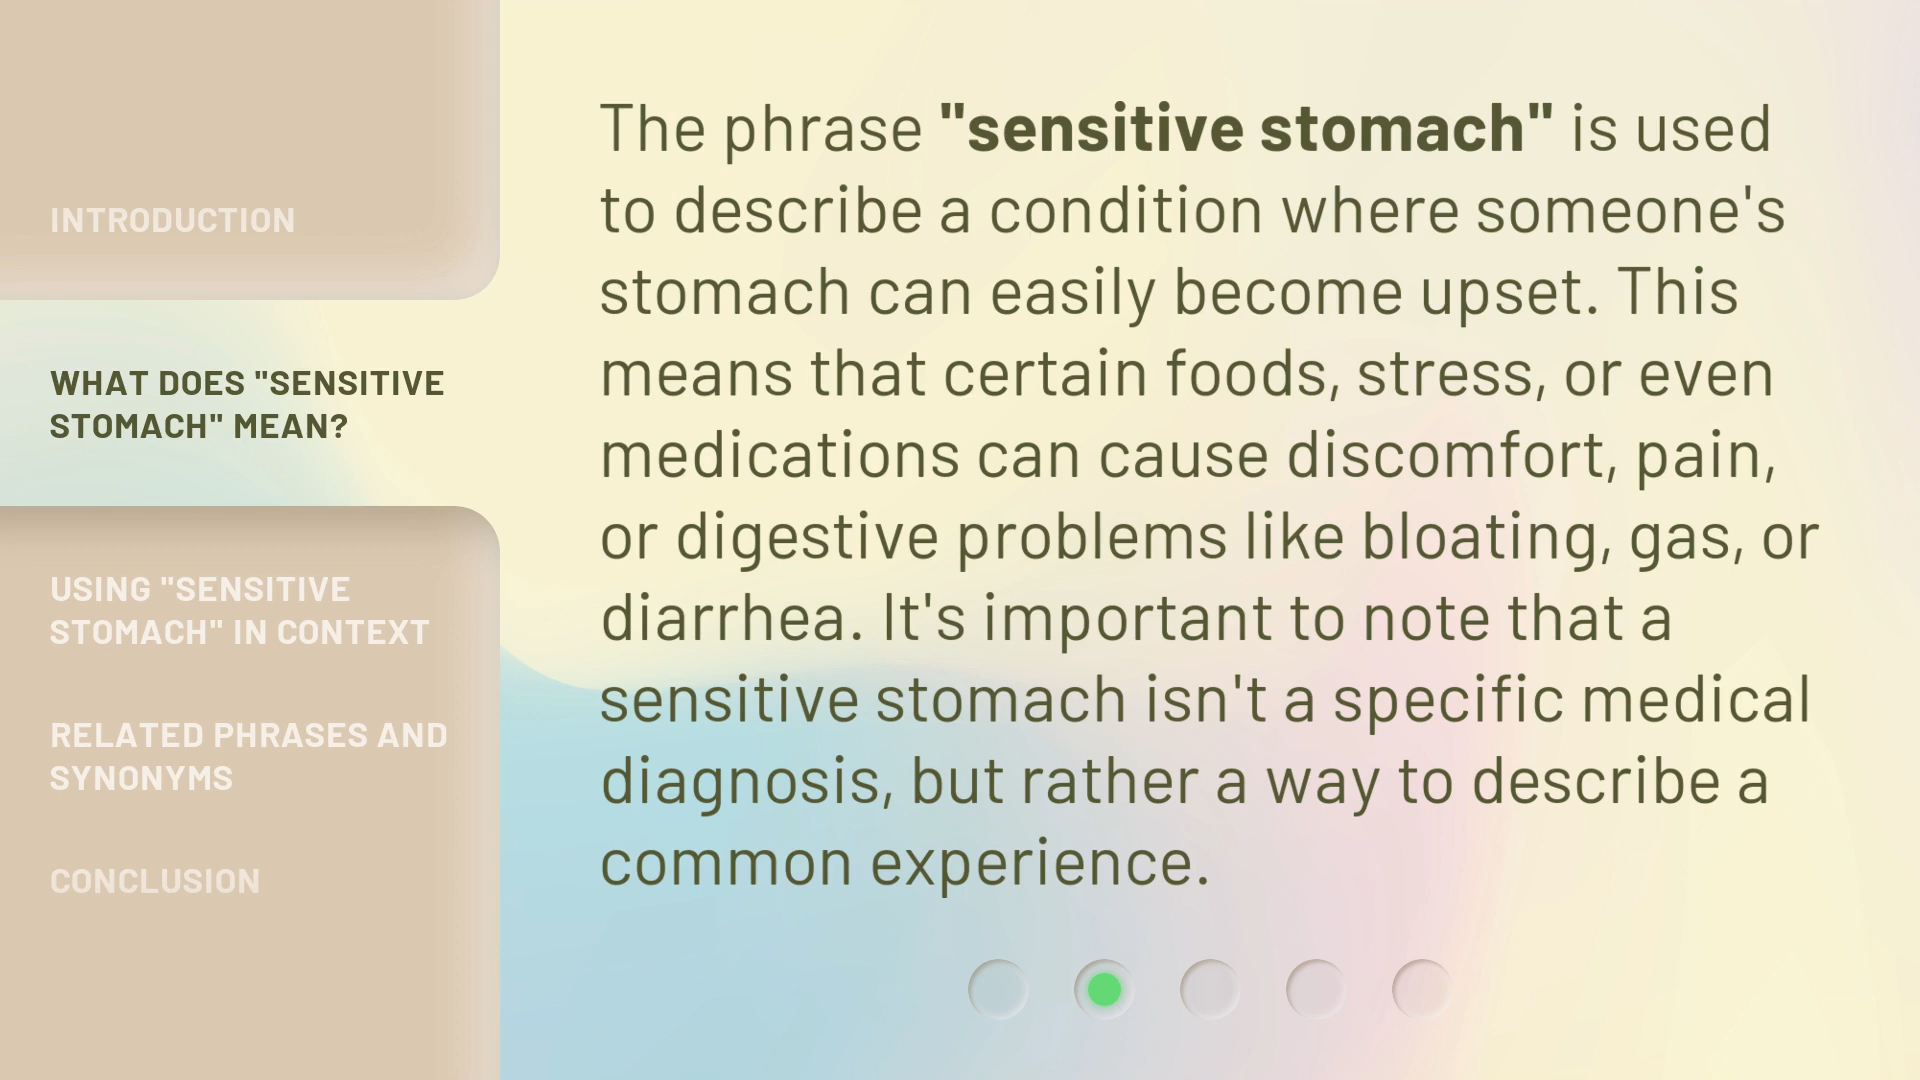 INTRODUCTION
WHAT DOES "SENSITIVE
STOMACH" MEAN?
USING "SENSITIVE
STOMACH" IN CONTEXT
RELATED PHRASES AND
SYNONYMS
CONCLUSION
The phrase "sensitive stomach" is used
to describe a condition where someone's
stomach can easily become upset. This
means that certain foods, stress, or even
medications can cause discomfort, pain,
or digestive problems like bloating, gas, or
diarrhea. It's important to note that a
sensitive stomach isn't a specific medical
diagnosis, but rather a way to describe a
common experience.